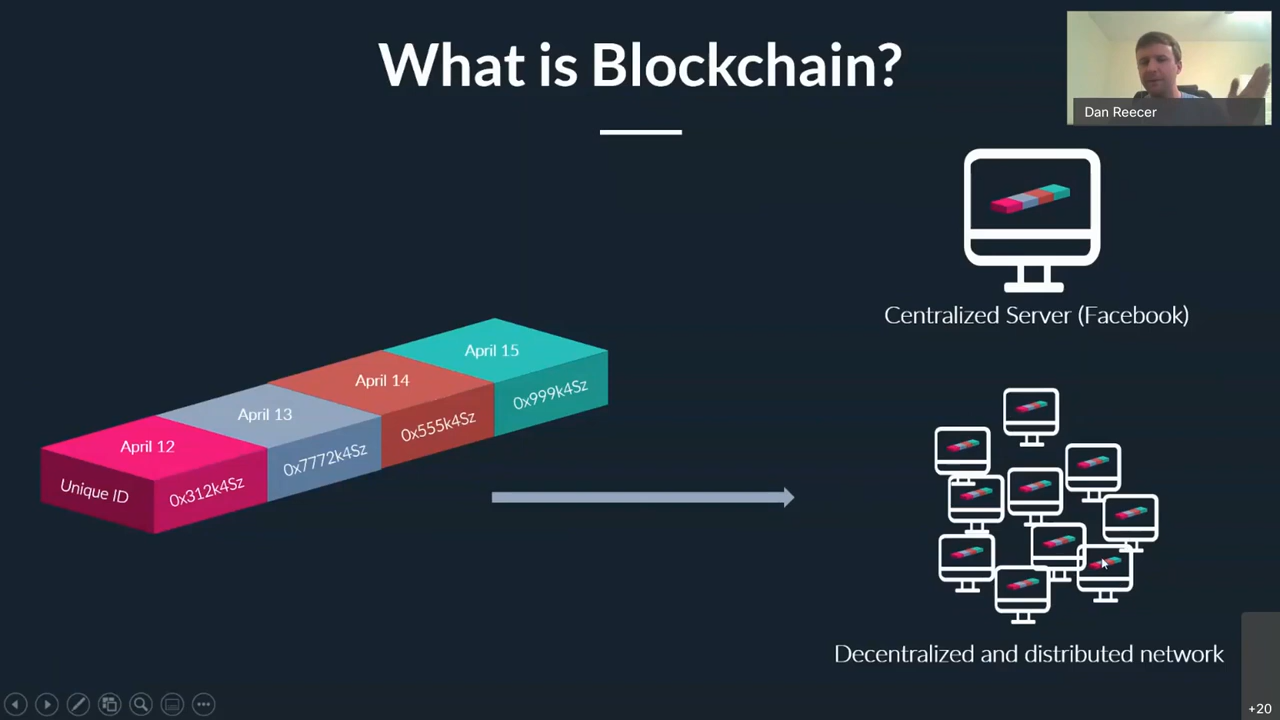 What is Blockchain?
Dan Reecer
Centralized Server (Facebook)
April 15
April 14
April 13
April 12
0x999k4Sz
0x555k4Sz
0x7772k4Sz
0x312k4Sz
Unique ID
Decentralized and distributed network
+20